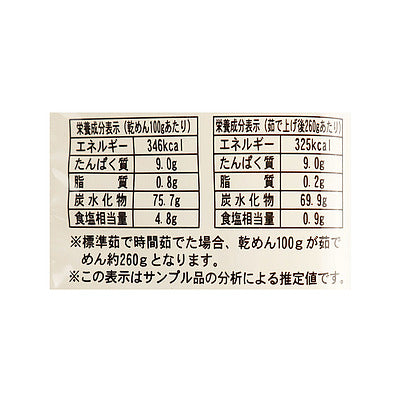 栄養成分表示(乾めん100gあたり)
エネルギー 346kcal
たんぱく質 9.0g
脂質 0.8g
炭水化物 75.7g
食塩相当量 4.8g
栄養成分表示(茹で上げ後260gあたり)
エネルギー 325kcal
たんぱく質 9.0g
脂質 0.2g
炭水化物 69.9g
食塩相当量 0.9g
※標準茹で時間茹でた場合、乾めん100gが茹で
めん約260gとなります。
※この表示はサンプル品の分析による推定値です。